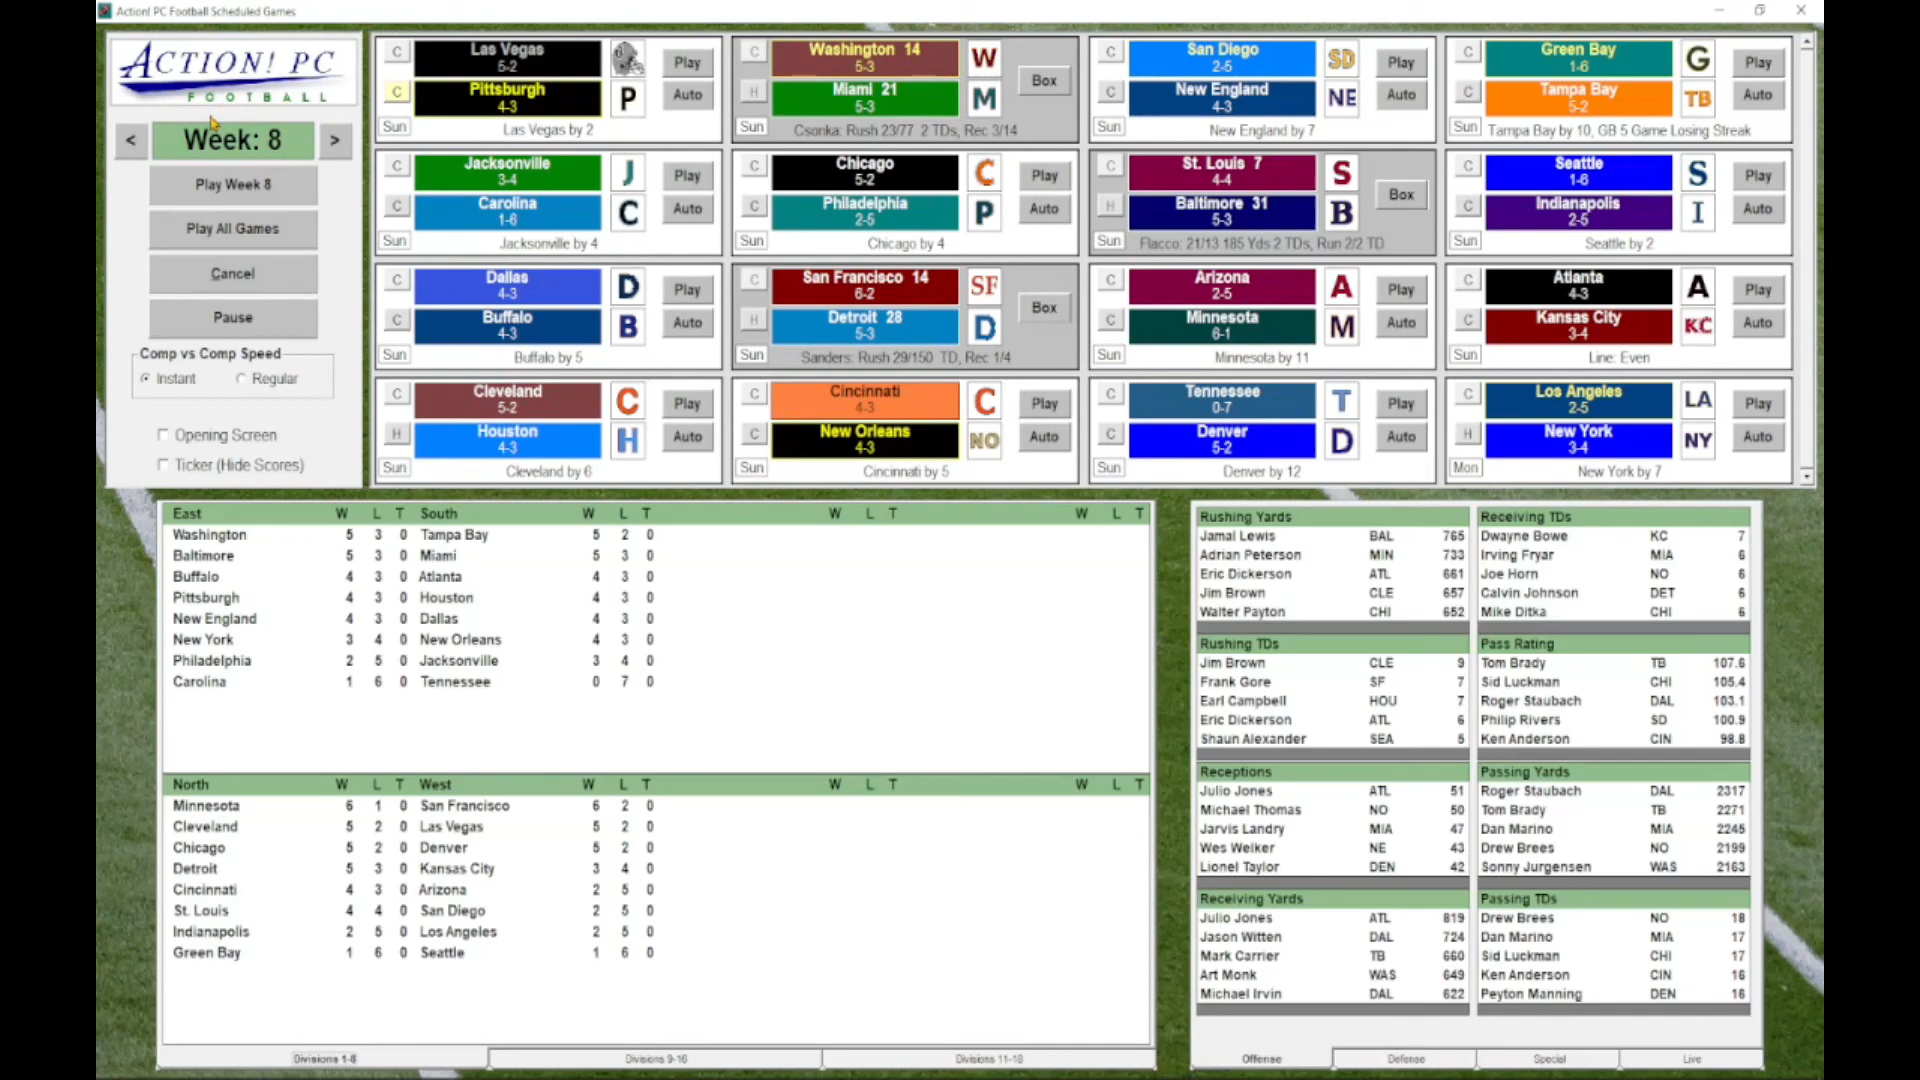 Action! PC Football Scheduled Games
ACTION! PC
FOOTBALL
< Week: 8 >
Play Week 8
Play All Games
Cancel
Pause
Comp vs Comp Speed
Instant Regular
Opening Screen
Ticker (Hide Scores)
C Las Vegas 5-2 Play
C Pittsburgh 4-3 P Auto
Sun Las Vegas by 2
C Washington 14 5-3 W Box
H Miami 21 5-3 M
Sun Csonka: Rush 23/77 2 TDs, Rec 3/14
C San Diego 2-5 SD Play
C New England 4-3 NE Auto
Sun New England by 7
C Green Bay 1-6 G Play
C Tampa Bay 5-2 TB Auto
Sun Tampa Bay by 10, GB 5 Game Losing Streak
C Jacksonville 3-4 J Play
C Carolina 1-6 C Auto
Sun Jacksonville by 4
C Chicago 5-2 C Play
C Philadelphia 2-5 P Auto
Sun Chicago by 4
C St. Louis 7 4-4 S Box
H Baltimore 31 5-3 B
Sun Flacco: 21/13 185 Yds 2 TDs, Run 2/2 TD
C Seattle 1-6 S Play
C Indianapolis 2-5 I Auto
Sun Seattle by 2
C Dallas 4-3 D Play
C Buffalo 4-3 B Auto
Sun Buffalo by 5
C San Francisco 14 6-2 SF Box
H Detroit 28 5-3 D
Sun Sanders: Rush 29/150 TD, Rec 1/4
C Arizona 2-5 A Play
C Minnesota 6-1 M Auto
Sun Minnesota by 11
C Atlanta 4-3 A Play
C Kansas City 3-4 KC Auto
Sun Line: Even
C Cleveland 5-2 C Play
H Houston 4-3 H Auto
Sun Cleveland by 6
C Cincinnati 4-3 C Play
C New Orleans 4-3 NO Auto
Sun Cincinnati by 5
C Tennessee 0-7 T Play
C Denver 5-2 D Auto
Sun Denver by 12
C Los Angeles 2-5 LA Play
H New York 3-4 NY Auto
Mon New York by 7
East W L T South W L T W L T W L T
Washington 5 3 0 Tampa Bay 5 2 0
Baltimore 5 3 0 Miami 5 3 0
Buffalo 4 3 0 Atlanta 4 3 0
Pittsburgh 4 3 0 Houston 4 3 0
New England 4 3 0 Dallas 4 3 0
New York 3 4 0 New Orleans 4 3 0
Philadelphia 2 5 0 Jacksonville 3 4 0
Carolina 1 6 0 Tennessee 0 7 0
North W L T West W L T W L T W L T
Minnesota 6 1 0 San Francisco 6 2 0
Cleveland 5 2 0 Las Vegas 5 2 0
Chicago 5 2 0 Denver 5 2 0
Detroit 5 3 0 Kansas City 3 4 0
Cincinnati 4 3 0 Arizona 2 5 0
St. Louis 4 4 0 San Diego 2 5 0
Indianapolis 2 5 0 Los Angeles 2 5 0
Green Bay 1 6 0 Seattle 1 6 0
Divisions 1-8 Divisions 9-16 Divisions 11-18
Rushing Yards
Jamal Lewis BAL 765
Adrian Peterson MIN 733
Eric Dickerson ATL 661
Jim Brown CLE 657
Walter Payton CHI 652
Receiving TDs
Dwayne Bowe KC 7
Irving Fryar MIA 6
Joe Horn NO 6
Calvin Johnson DET 6
Mike Ditka CHI 6
Rushing TDs
Jim Brown CLE 9
Frank Gore SF 7
Earl Campbell HOU 7
Eric Dickerson ATL 6
Shaun Alexander SEA 5
Pass Rating
Tom Brady TB 107.6
Sid Luckman CHI 105.4
Roger Staubach DAL 103.1
Philip Rivers SD 100.9
Ken Anderson CIN 98.8
Receptions
Julio Jones ATL 51
Michael Thomas NO 50
Jarvis Landry MIA 47
Wes Welker NE 43
Lionel Taylor DEN 42
Passing Yards
Roger Staubach DAL 2317
Tom Brady TB 2271
Dan Marino MIA 2245
Drew Brees NO 2199
Sonny Jurgensen WAS 2163
Receiving Yards
Julio Jones ATL 819
Jason Witten DAL 724
Mark Carrier TB 660
Art Monk WAS 649
Michael Irvin DAL 622
Passing TDs
Drew Brees NO 18
Dan Marino MIA 17
Sid Luckman CHI 17
Ken Anderson CIN 16
Peyton Manning DEN 16
Offense Defense Special Live